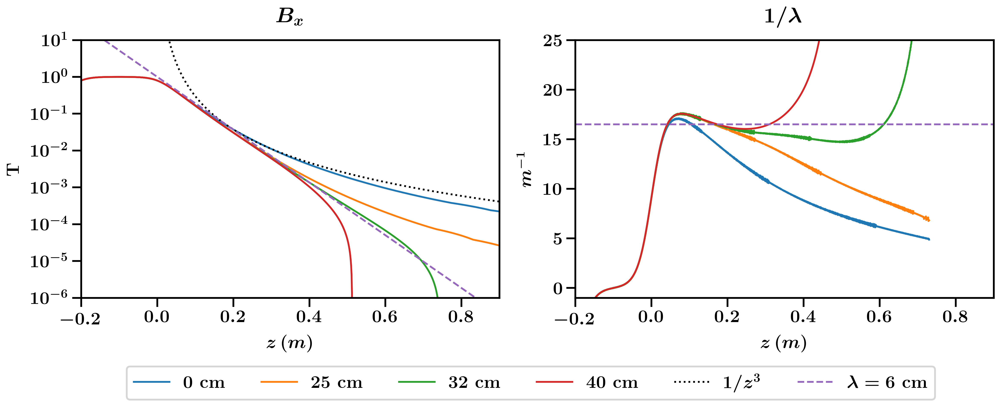 B_x
10^1
10^0
10^−1
10^−2
10^−3
10^−4
10^−5
10^−6
T
−0.2 0.0 0.2 0.4 0.6 0.8
z (m)
1/λ
25
20
15
10
5
0
m^−1
−0.2 0.0 0.2 0.4 0.6 0.8
z (m)
0 cm 25 cm 32 cm 40 cm 1/z^3 λ = 6 cm